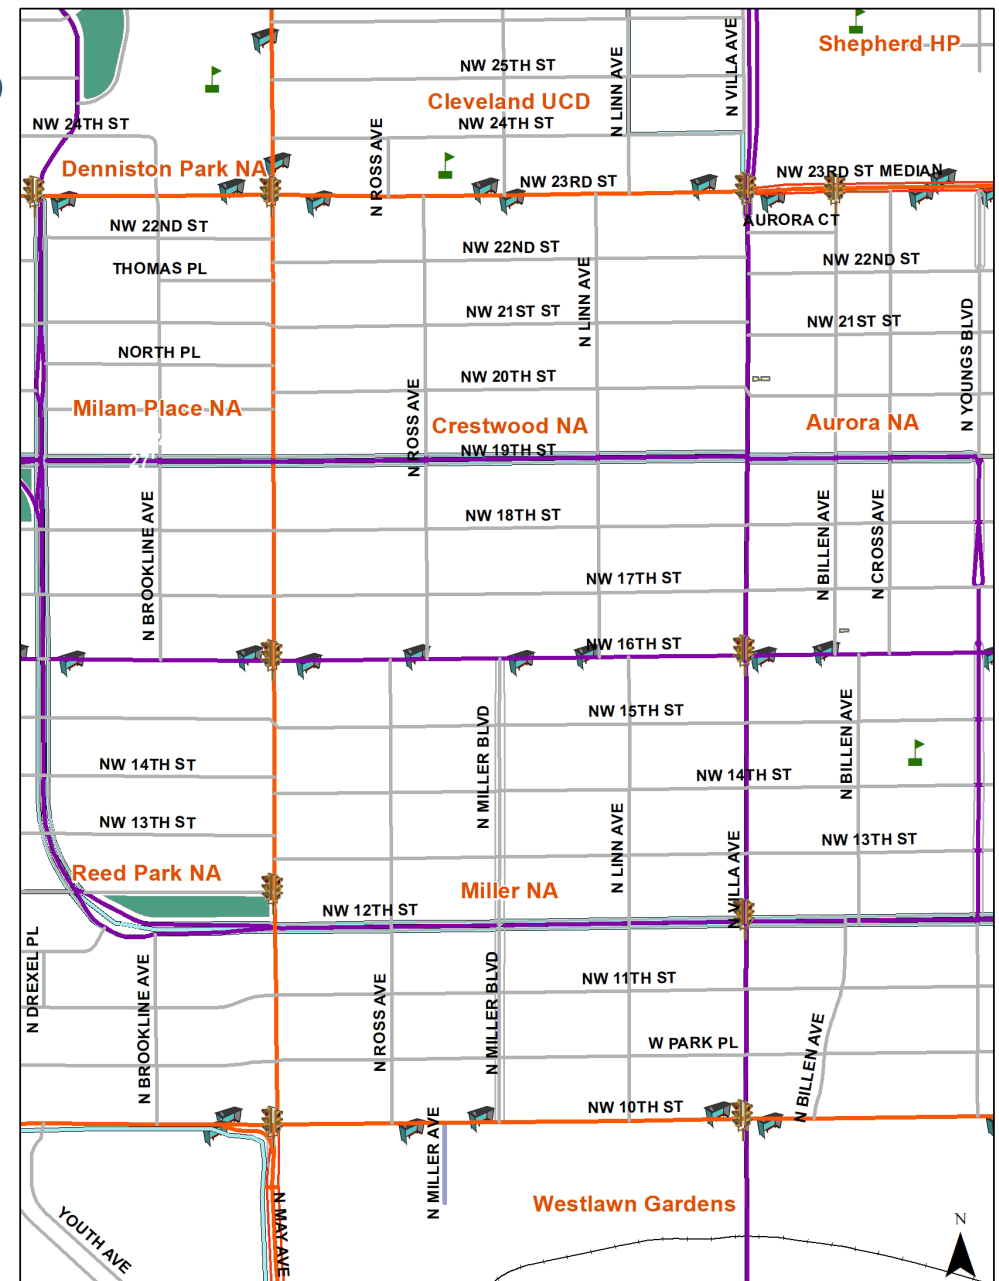 Shepherd HP
N LINN AVE
N VILLA AVE
NW 25TH ST
Cleveland UCD
NW 24TH ST
NW 24TH ST
N ROSS AVE
Denniston Park NA
NW 23RD ST
NW 23RD ST MEDIAN
AURORA CT
NW 22ND ST
NW 22ND ST
NW 22ND ST
THOMAS PL
N LINN AVE
NW 21ST ST
NW 21ST ST
N YOUNGS BLVD
NORTH PL
NW 20TH ST
N ROSS AVE
Milam Place NA
Crestwood NA
Aurora NA
NW 19TH ST
27
N BROOKLINE AVE
NW 18TH ST
N BILLEN AVE
N CROSS AVE
NW 17TH ST
NW 16TH ST
NW 15TH ST
N MILLER BLVD
N BILLEN AVE
NW 14TH ST
NW 14TH ST
NW 13TH ST
N LINN AVE
N VILLA AVE
NW 13TH ST
Reed Park NA
Miller NA
NW 12TH ST
N DREXEL PL
N BROOKLINE AVE
N ROSS AVE
N MILLER BLVD
NW 11TH ST
W PARK PL
N BILLEN AVE
NW 10TH ST
N MILLER AVE
N MAY AVE
Westlawn Gardens
YOUTH AVE
N